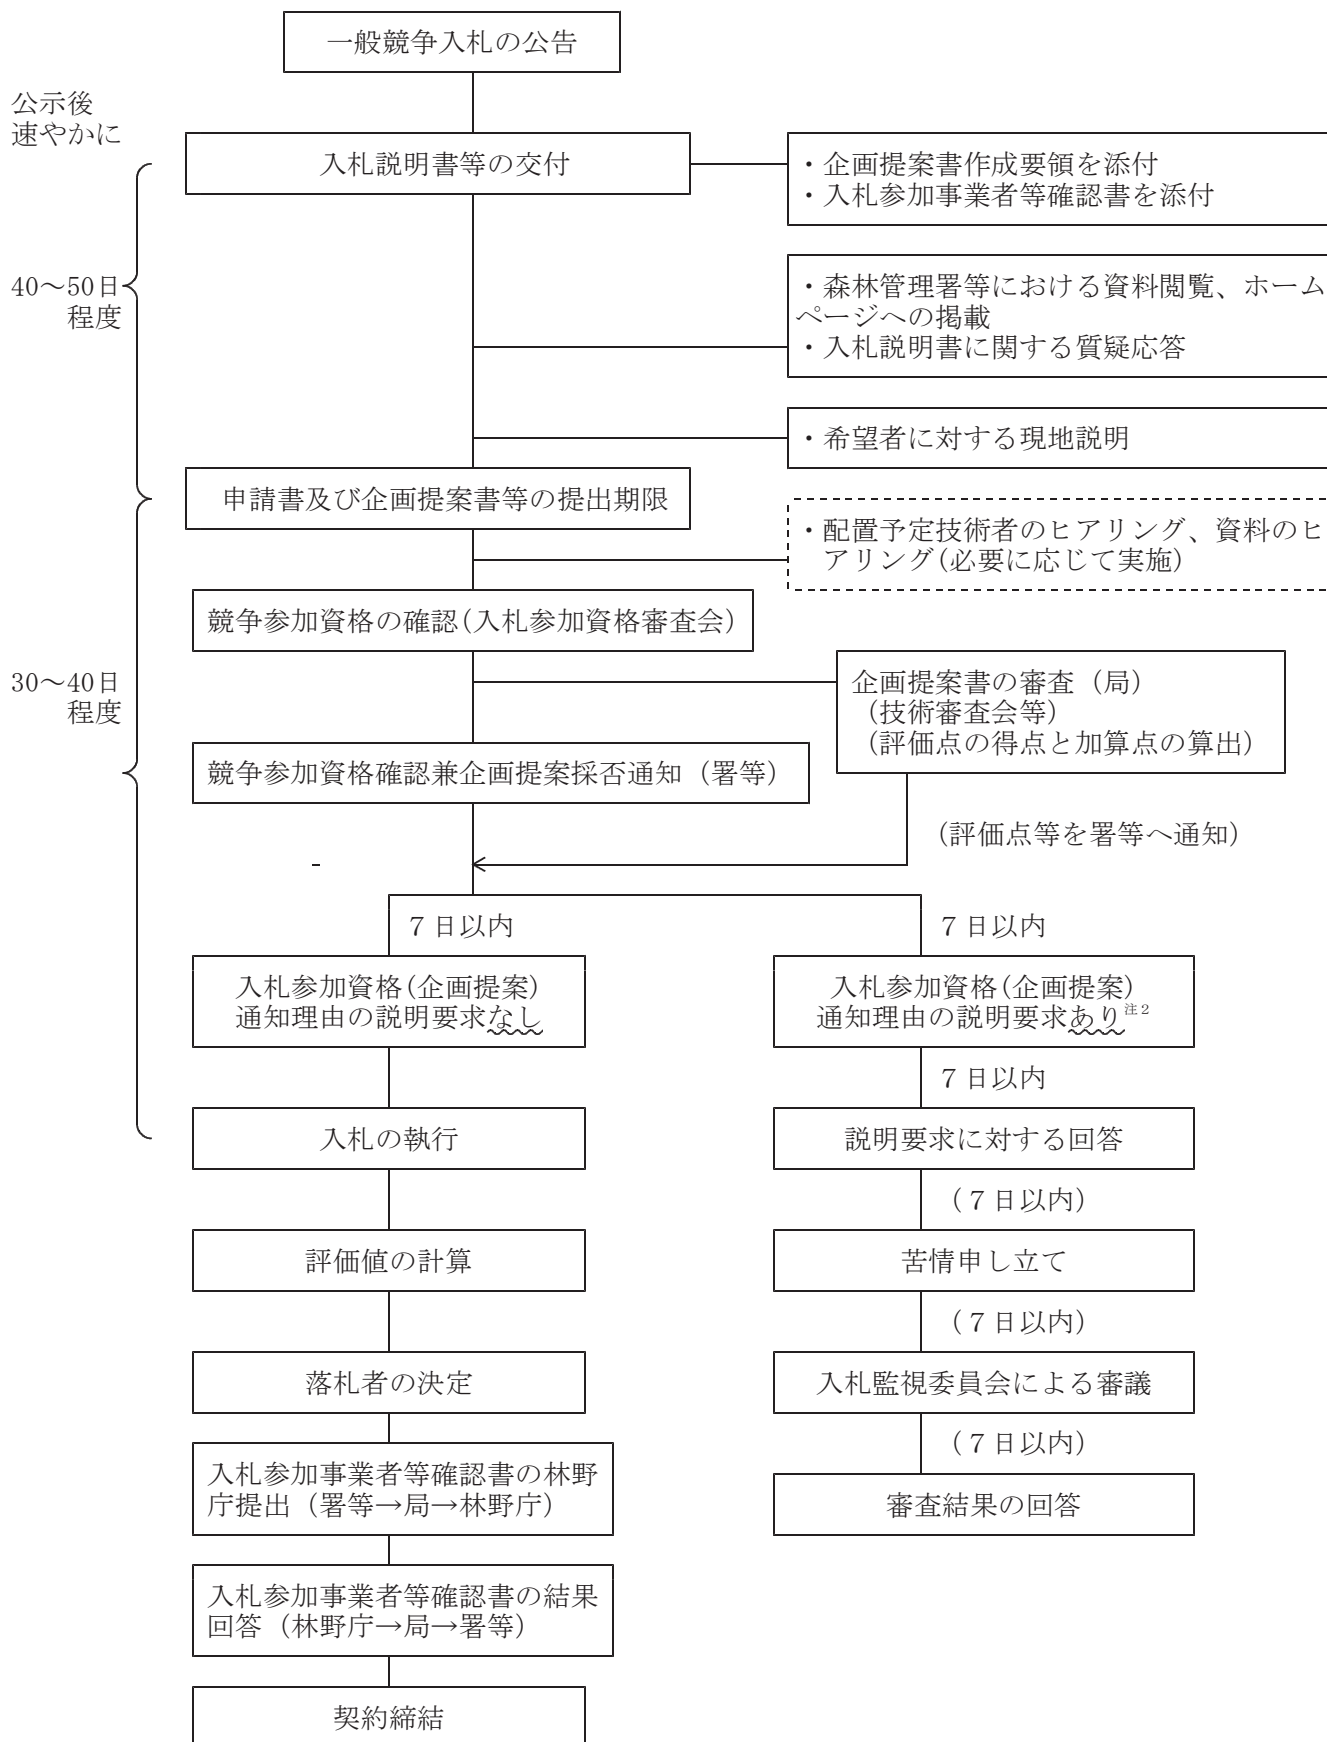 一般競争入札の公告
公示後
速やかに
入札説明書等の交付
・企画提案書作成要領を添付
・入札参加事業者等確認書を添付
40～50日
程度
・森林管理署等における資料閲覧、ホーム
ページへの掲載
・入札説明書に関する質疑応答
・希望者に対する現地説明
申請書及び企画提案書等の提出期限
・配置予定技術者のヒアリング、資料のヒ
アリング(必要に応じて実施)
競争参加資格の確認(入札参加資格審査会)
30～40日
程度
企画提案書の審査（局）
（技術審査会等）
（評価点の得点と加算点の算出）
競争参加資格確認兼企画提案採否通知（署等）
（評価点等を署等へ通知）
７日以内
７日以内
入札参加資格(企画提案)
通知理由の説明要求なし
入札参加資格(企画提案)
通知理由の説明要求あり注２
７日以内
入札の執行
説明要求に対する回答
（７日以内）
評価値の計算
苦情申し立て
（７日以内）
落札者の決定
入札監視委員会による審議
（７日以内）
入札参加事業者等確認書の林野
庁提出（署等→局→林野庁）
審査結果の回答
入札参加事業者等確認書の結果
回答（林野庁→局→署等）
契約締結